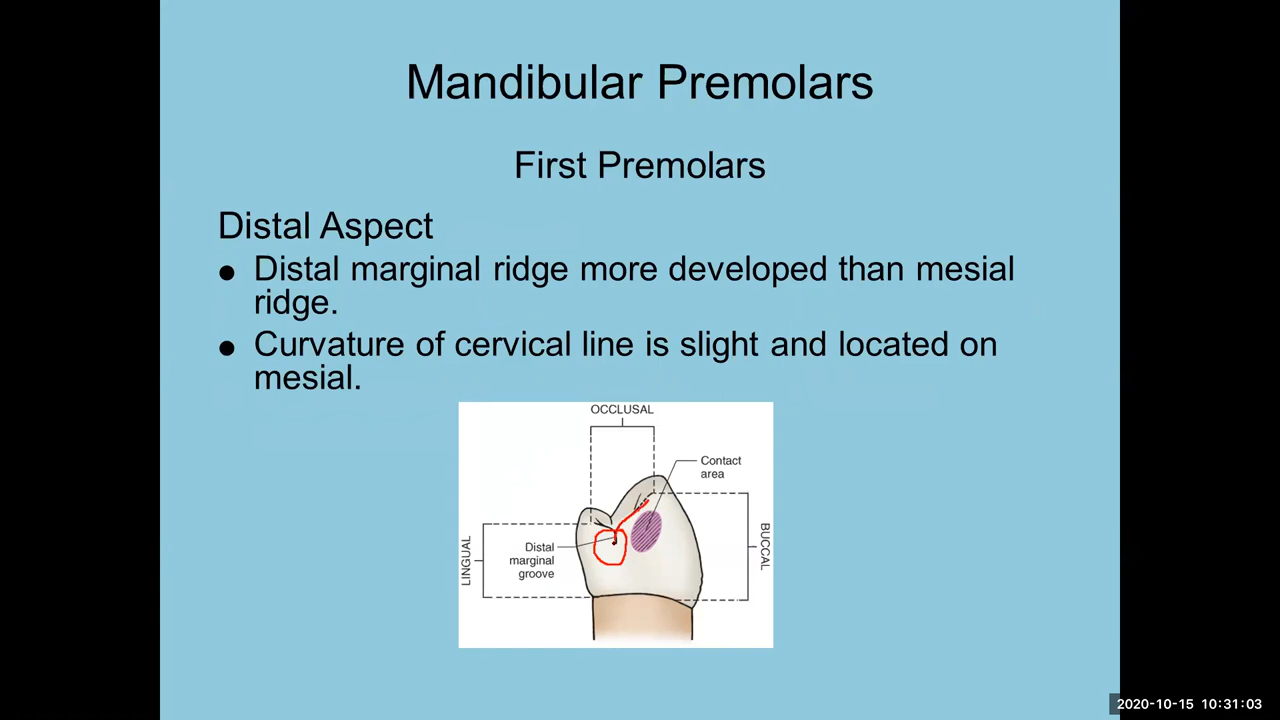 Mandibular Premolars
First Premolars
Distal Aspect
● Distal marginal ridge more developed than mesial
ridge.
● Curvature of cervical line is slight and located on
mesial.
OCCLUSAL
Contact
area
Distal
marginal
groove
LINGUAL
BUCCAL
2020-10-15 10:31:03